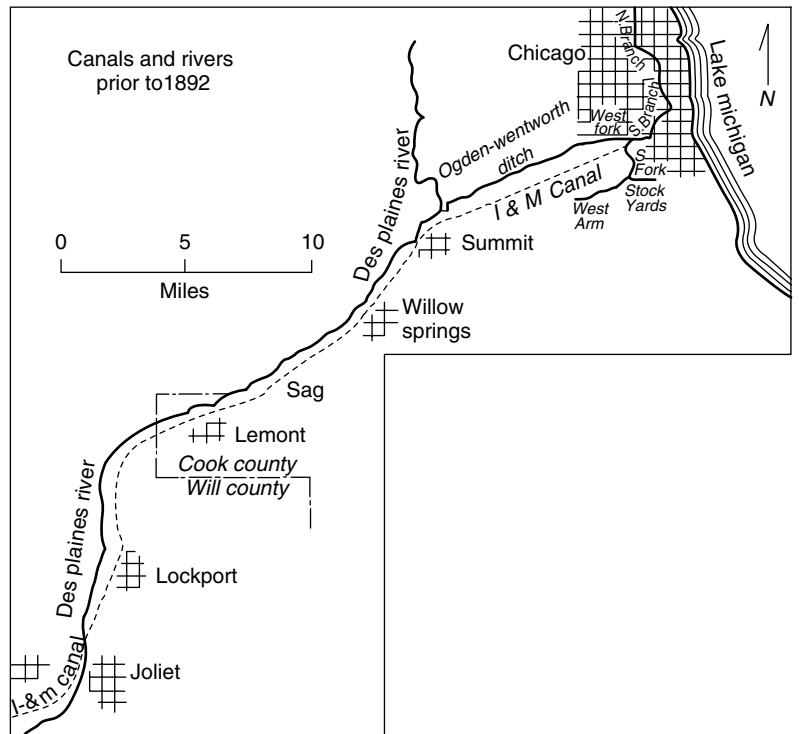 Canals and rivers
prior to1892
Chicago
N.Branch
Lake michigan
N
S.Branch
West
fork
Ogden-wentworth
ditch
S.
Fork
I & M Canal
West
Arm
Stock
Yards
Des plaines river
Summit
0 5 10
Miles
Willow
springs
Sag
Lemont
Cook county
Will county
Des plaines river
Lockport
Joliet
I-&m canal